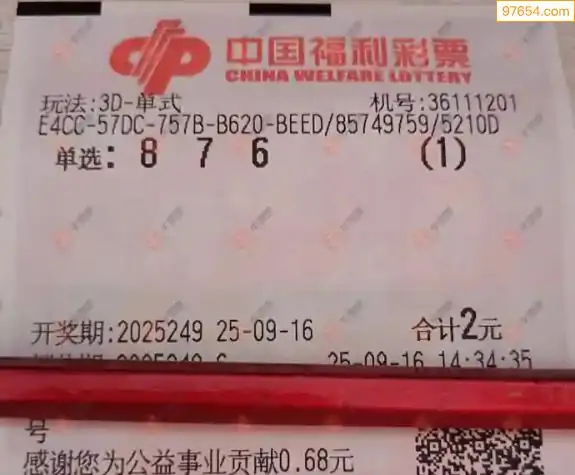 97654.com
中国福利彩票
CHINA WELFARE LOTTERY
玩法:3D-单式 机号:36111201
E4CC-57DC-757B-B620-BEED/85749759/5210D
单选: 8 7 6 (1)
开奖期:2025249 25-09-16 合计2元
25-09-16 14:34:35
号
感谢您为公益事业贡献0.68元